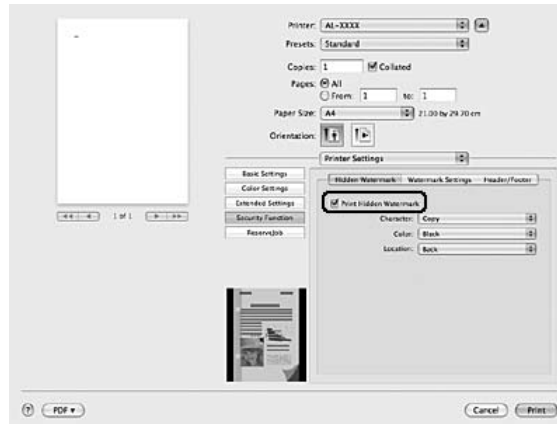 Printer: AL-XXXX
Presets: Standard
Copies: 1 Collated
Pages: All
From: 1 to: 1
Paper Size: A4 21.00 by 29.70 cm
Orientation:
Printer Settings
Basic Settings
Color Settings
Extended Settings
Security Function
ReserveJob
Hidden Watermark Watermark Settings Header/Footer
Print Hidden Watermark
Character: Copy
Color: Black
Location: Back
1 of 1
? PDF Cancel Print